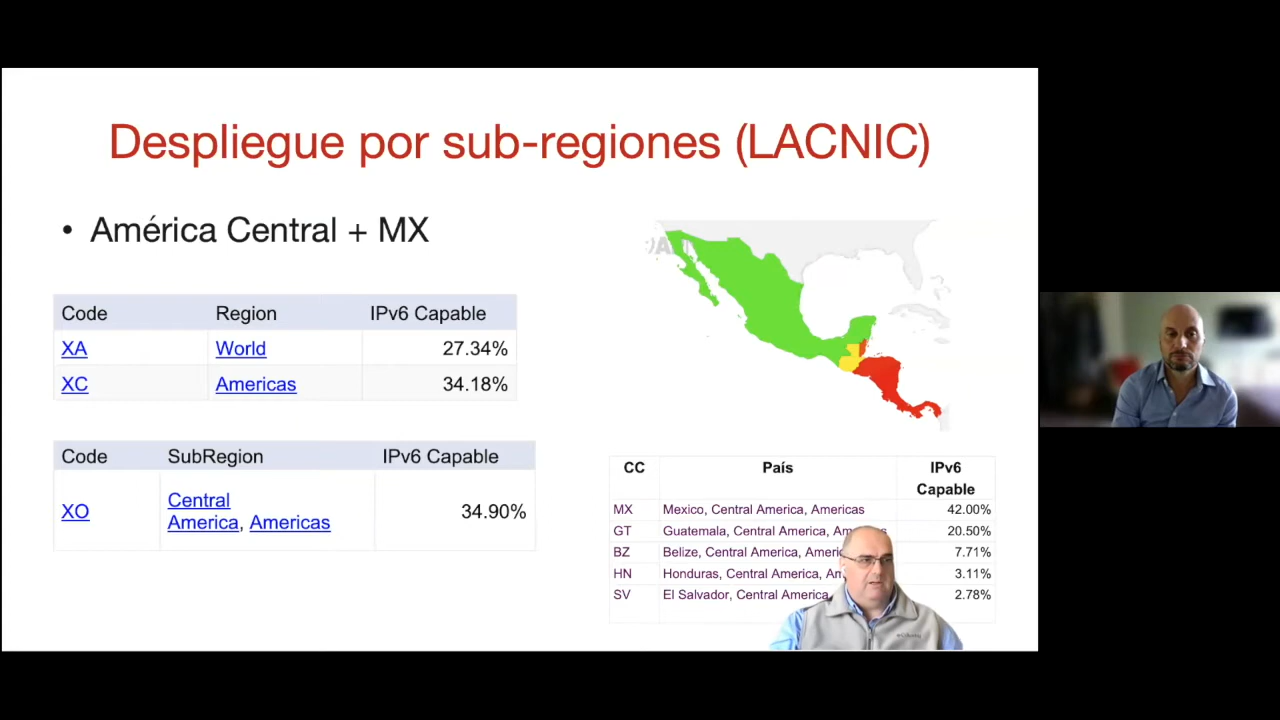 Despliegue por sub-regiones (LACNIC)
• América Central + MX
Code Region IPv6 Capable
XA World 27.34%
XC Americas 34.18%
Code SubRegion IPv6 Capable
XO Central America, Americas 34.90%
CC País IPv6 Capable
MX Mexico, Central America, Americas 42.00%
GT Guatemala, Central America, 20.50%
BZ Belize, Central America, 7.71%
HN Honduras, Central America, 3.11%
SV El Salvador, Central America, 2.78%